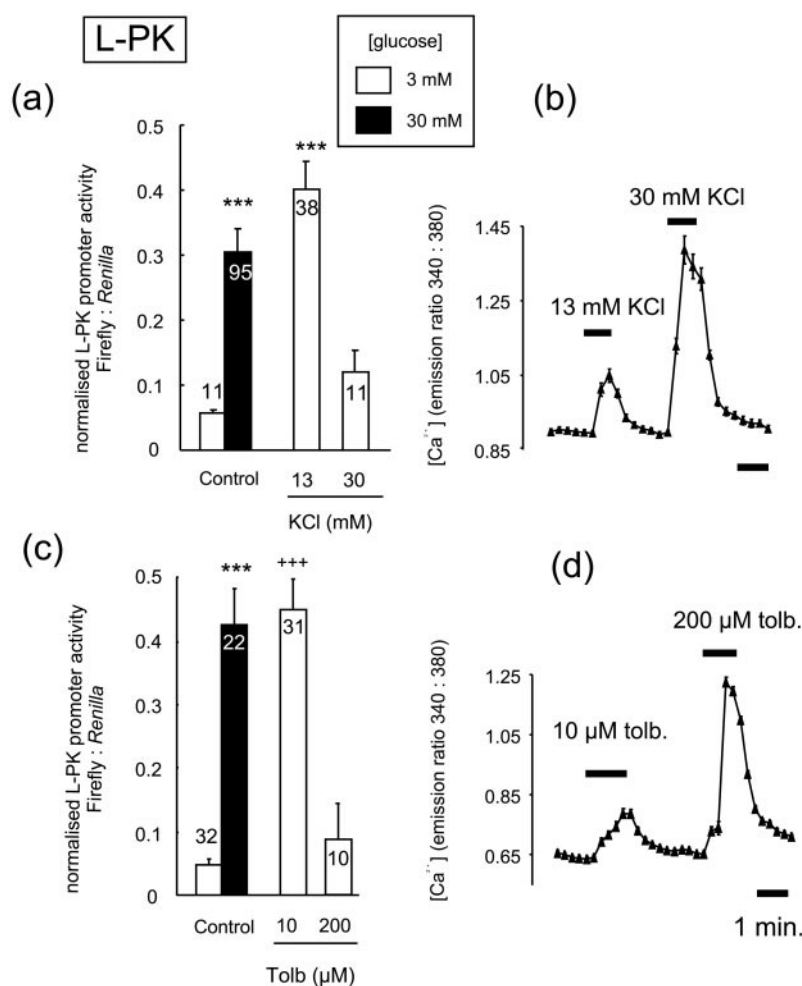 L-PK
[glucose]
3 mM
30 mM
(a)
normalised L-PK promoter activity
Firefly : Renilla
0.5
0.4
0.3
0.2
0.1
0
***
***
11
95
38
11
Control
13
30
KCl (mM)
(b)
[Ca²⁺] (emission ratio 340 : 380)
1.45
1.25
1.05
0.85
13 mM KCl
30 mM KCl
(c)
normalised L-PK promoter activity
Firefly : Renilla
0.5
0.4
0.3
0.2
0.1
0
***
+++
32
22
31
10
Control
10
200
Tolb (µM)
(d)
[Ca²⁺] (emission ratio 340 : 380)
1.25
1.05
0.85
0.65
10 µM tolb.
200 µM tolb.
1 min.